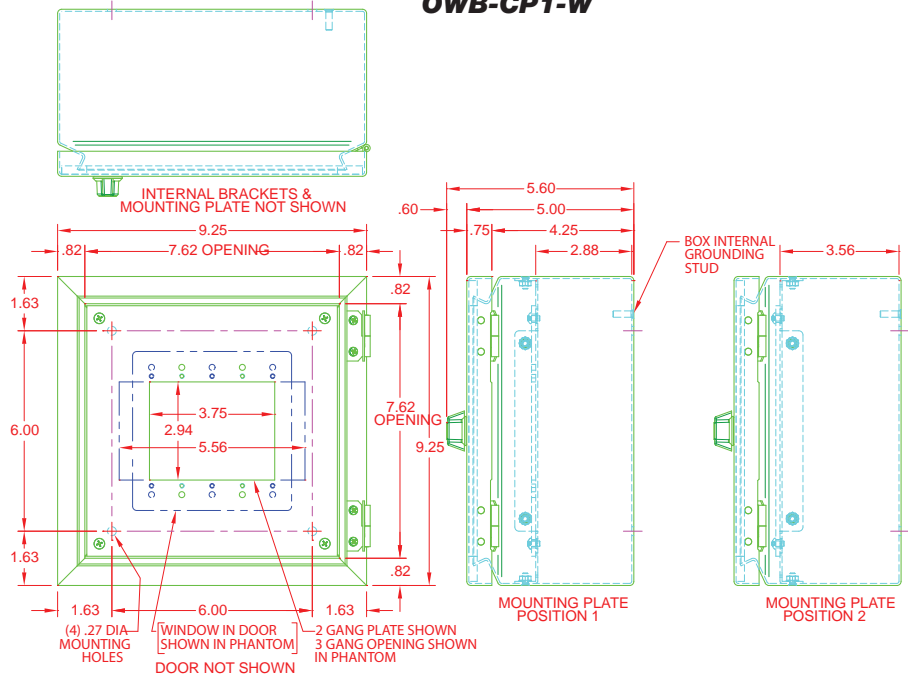 OWB-CP1-W
INTERNAL BRACKETS &
MOUNTING PLATE NOT SHOWN
9.25
.82
7.62 OPENING
.82
1.63
6.00
1.63
.82
7.62
OPENING
9.25
.82
3.75
2.94
5.56
1.63
6.00
1.63
(4) .27 DIA
MOUNTING
HOLES
WINDOW IN DOOR
SHOWN IN PHANTOM
DOOR NOT SHOWN
2 GANG PLATE SHOWN
3 GANG OPENING SHOWN
IN PHANTOM
5.60
.60
5.00
.75
4.25
2.88
BOX INTERNAL
GROUNDING
STUD
MOUNTING PLATE
POSITION 1
3.56
MOUNTING PLATE
POSITION 2